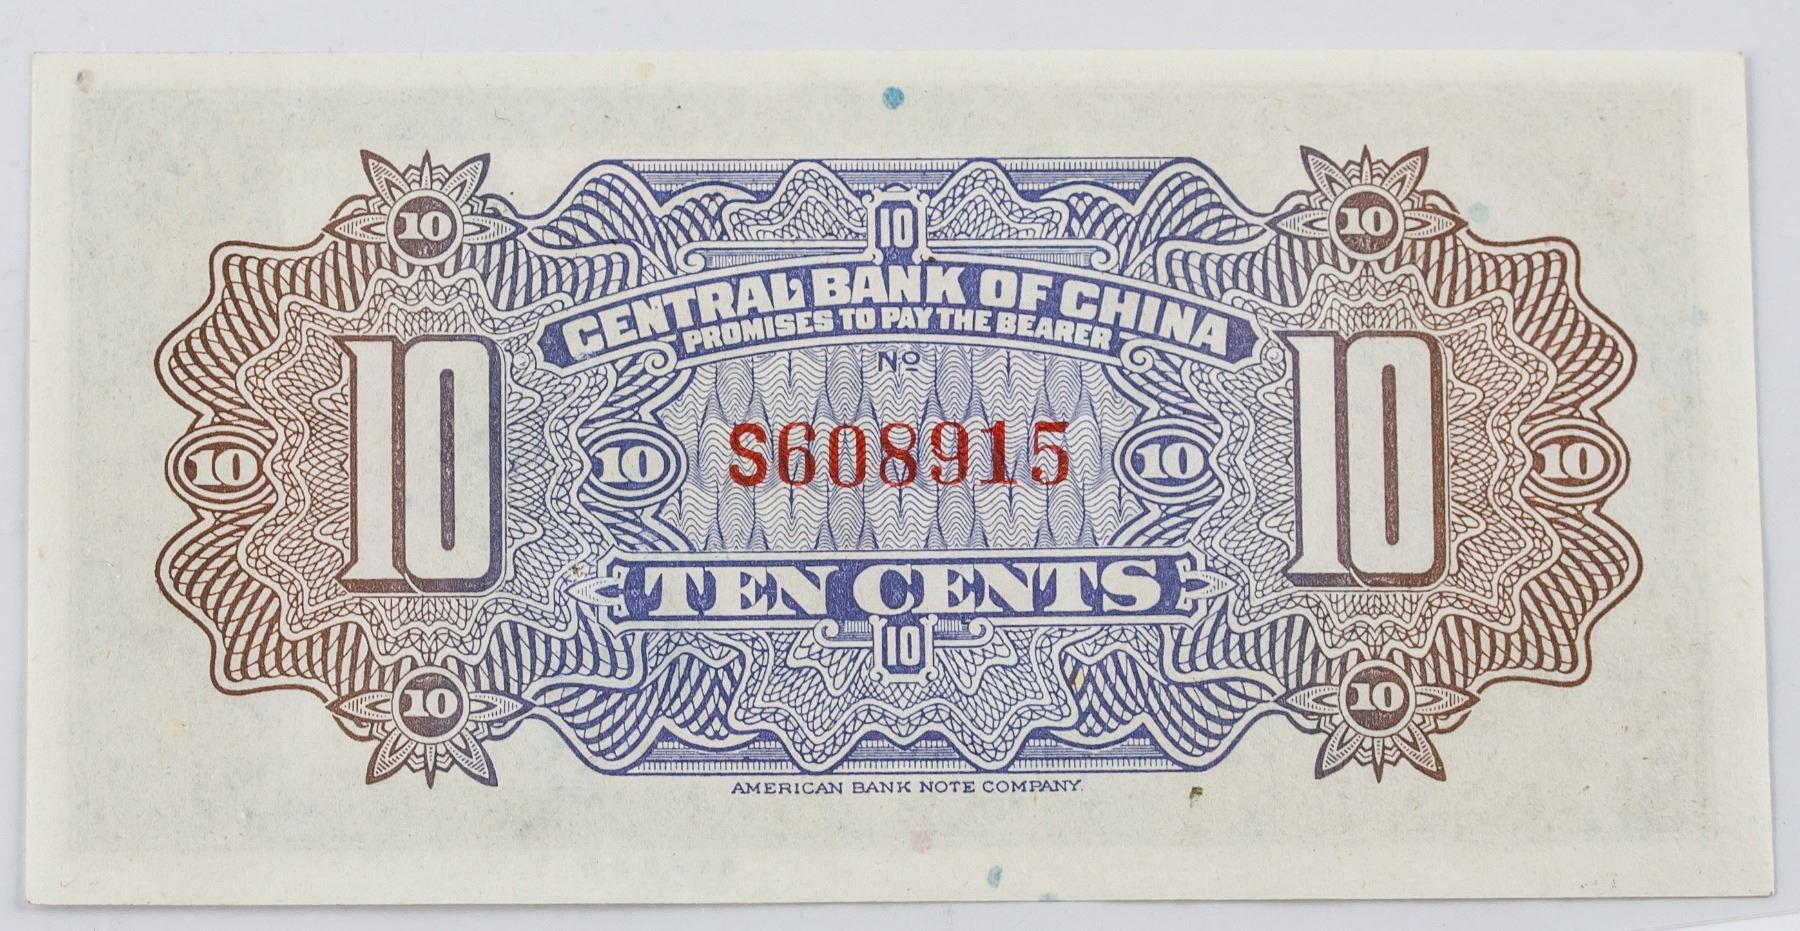 10 10
10
CENTRAL BANK OF CHINA
PROMISES TO PAY THE BEARER
Nº
10 10
10 10 S608915 10 10
TEN CENTS
10
10 10
AMERICAN BANK NOTE COMPANY.